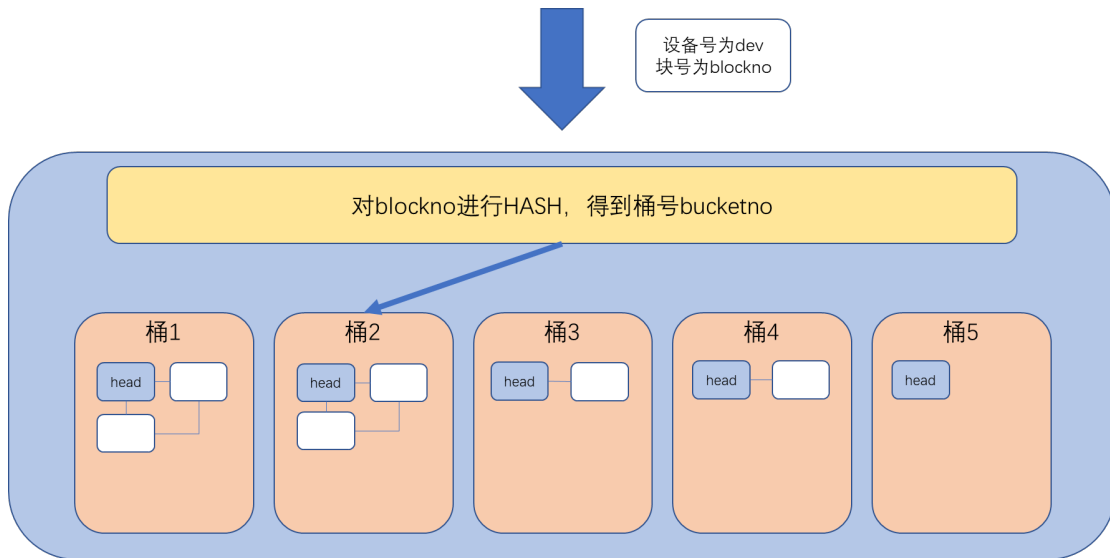 设备号为dev
块号为blockno
对blockno进行HASH，得到桶号bucketno
桶1
桶2
桶3
桶4
桶5
head
head
head
head
head